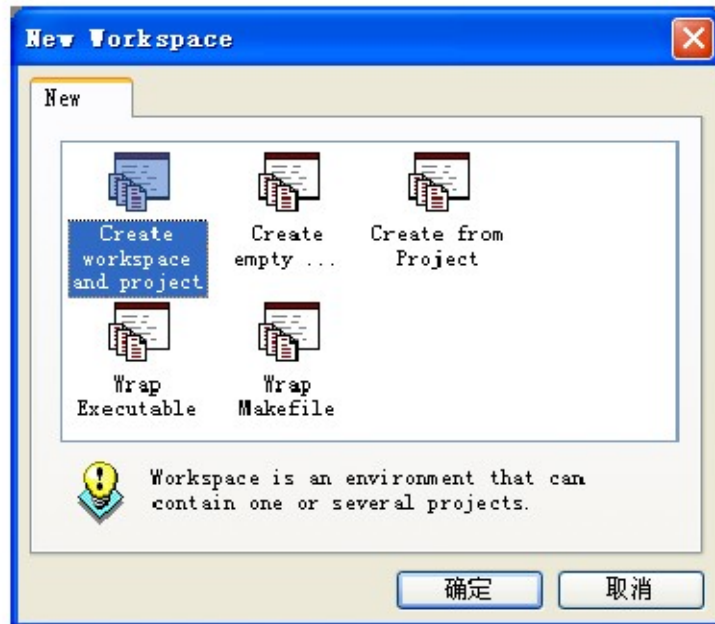 New Workspace
New
Create
workspace
and project
Create
empty ...
Create from
Project
Wrap
Executable
Wrap
Makefile
Workspace is an environment that can
contain one or several projects.
确定
取消